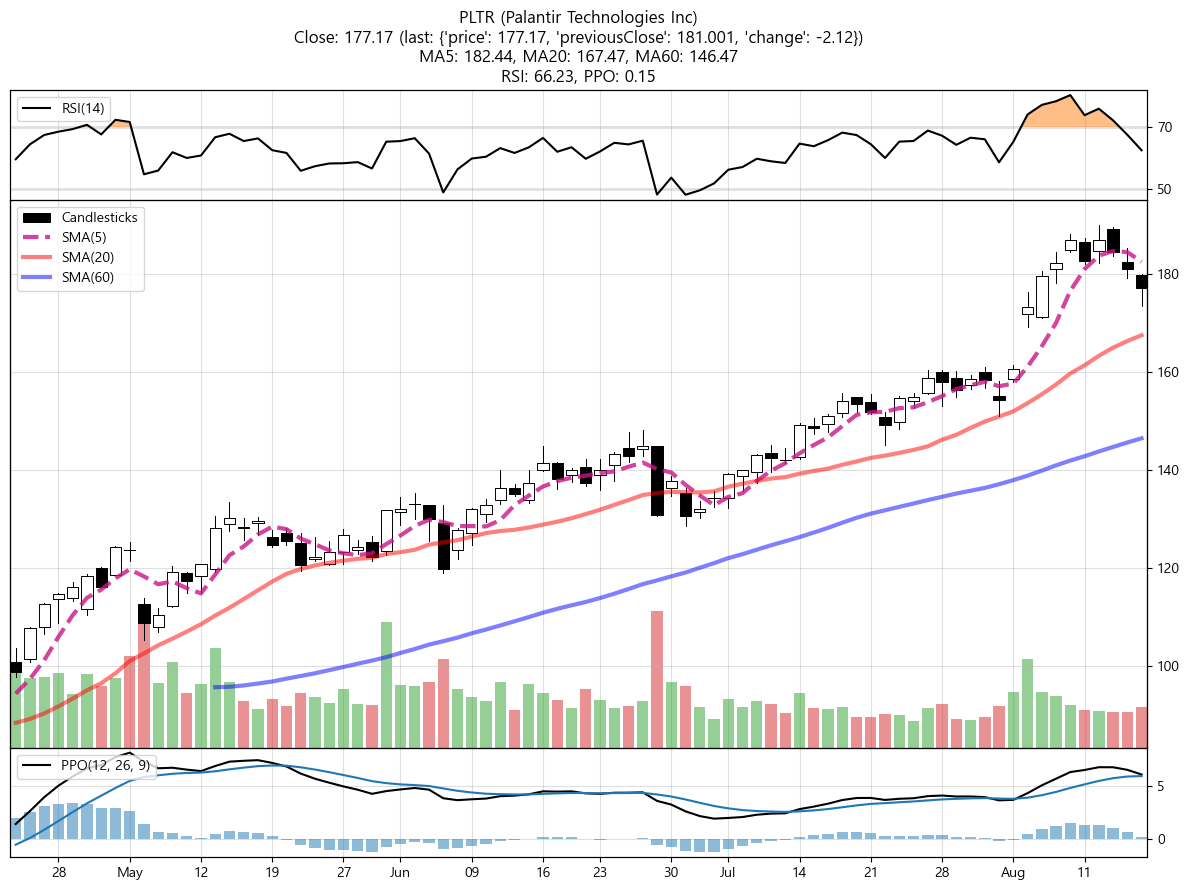 PLTR (Palantir Technologies Inc)
Close: 177.17 (last: {'price': 177.17, 'previousClose': 181.001, 'change': -2.12})
MA5: 182.44, MA20: 167.47, MA60: 146.47
RSI: 66.23, PPO: 0.15
RSI(14)
70
50
Candlesticks
SMA(5)
SMA(20)
SMA(60)
180
160
140
120
100
PPO(12, 26, 9)
5
0
28 May 12 19 27 Jun 09 16 23 30 Jul 14 21 28 Aug 11